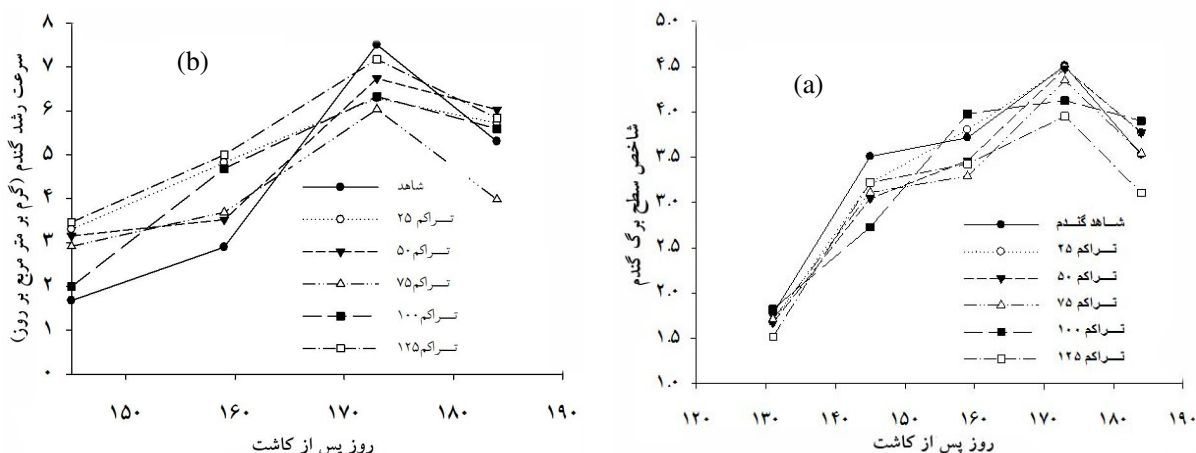 (b)
سرعت رشد گندم (گرم بر متر مربع بر روز)
۸
۷
۶
۵
۴
۳
۲
۱
۰
شاهد
تراکم ۲۵
تراکم ۵۰
تراکم ۷۵
تراکم ۱۰۰
تراکم ۱۲۵
۱۵۰ ۱۶۰ ۱۷۰ ۱۸۰ ۱۹۰
روز پس از کاشت
(a)
شاخص سطح برگ گندم
۵.۰
۴.۵
۴.۰
۳.۵
۳.۰
۲.۵
۲.۰
۱.۵
۱.۰
شاهد گندم
تراکم ۲۵
تراکم ۵۰
تراکم ۷۵
تراکم ۱۰۰
تراکم ۱۲۵
۱۲۰ ۱۳۰ ۱۴۰ ۱۵۰ ۱۶۰ ۱۷۰ ۱۸۰ ۱۹۰
روز پس از کاشت